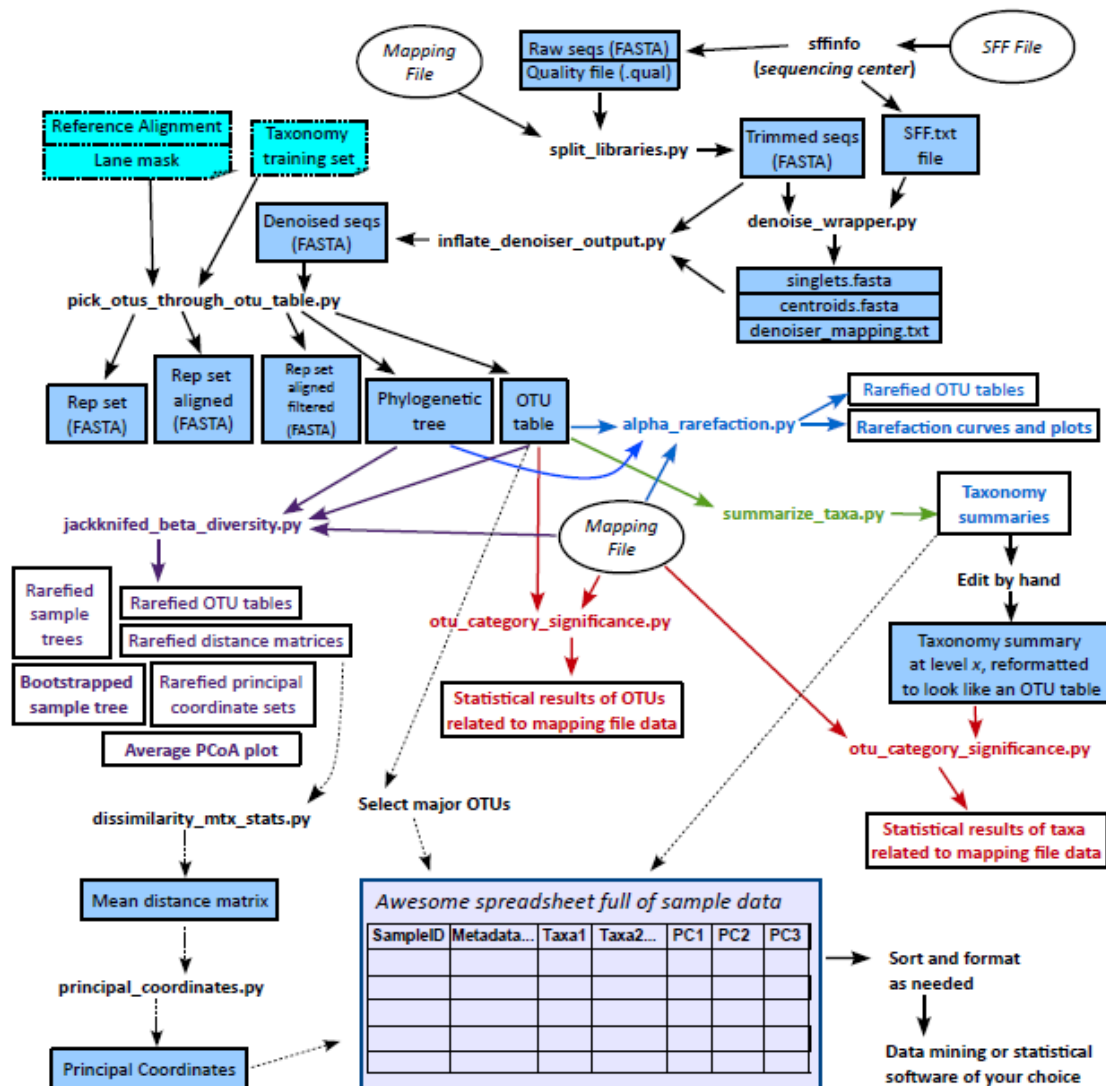 Mapping
File
Raw seqs (FASTA)
Quality file (.qual)
sffinfo
(sequencing center)
SFF File
Reference Alignment
Lane mask
Taxonomy
training set
split_libraries.py
Trimmed seqs
(FASTA)
SFF.txt
file
Denoised seqs
(FASTA)
inflate_denoiser_output.py
denoise_wrapper.py
singlets.fasta
centroids.fasta
denoiser_mapping.txt
pick_otus_through_otu_table.py
Rep set
(FASTA)
Rep set
aligned
(FASTA)
Rep set
aligned
filtered
(FASTA)
Phylogenetic
tree
OTU
table
alpha_rarefaction.py
Rarefied OTU tables
Rarefaction curves and plots
jackknifed_beta_diversity.py
Mapping
File
summarize_taxa.py
Taxonomy
summaries
Edit by hand
Rarefied
sample
trees
Rarefied OTU tables
Rarefied distance matrices
Bootstrapped
sample tree
Rarefied principal
coordinate sets
Average PCoA plot
otu_category_significance.py
Statistical results of OTUs
related to mapping file data
Taxonomy summary
at level x, reformatted
to look like an OTU table
otu_category_significance.py
Statistical results of taxa
related to mapping file data
dissimilarity_mtx_stats.py
Select major OTUs
Mean distance matrix
principal_coordinates.py
Principal Coordinates
Awesome spreadsheet full of sample data
SampleID Metadata... Taxa1 Taxa2... PC1 PC2 PC3
Sort and format
as needed
Data mining or statistical
software of your choice